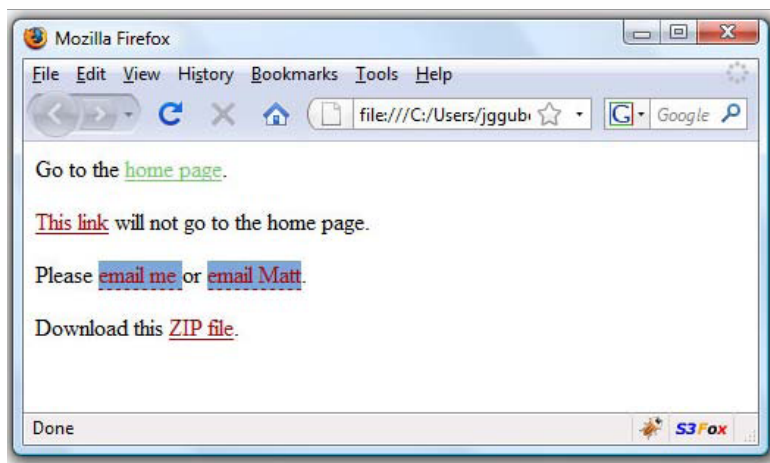 Mozilla Firefox
File Edit View History Bookmarks Tools Help
file:///C:/Users/jggub G Google
Go to the home page.
This link will not go to the home page.
Please email me or email Matt.
Download this ZIP file.
Done S3Fox